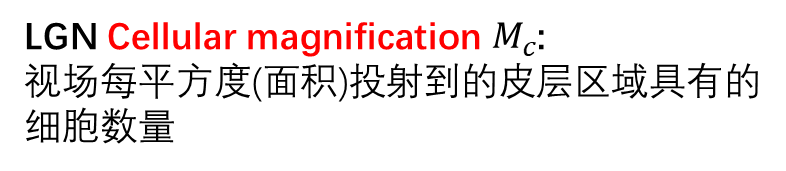 LGN Cellular magnification M_c:
视场每平方度(面积)投射到的皮层区域具有的
细胞数量